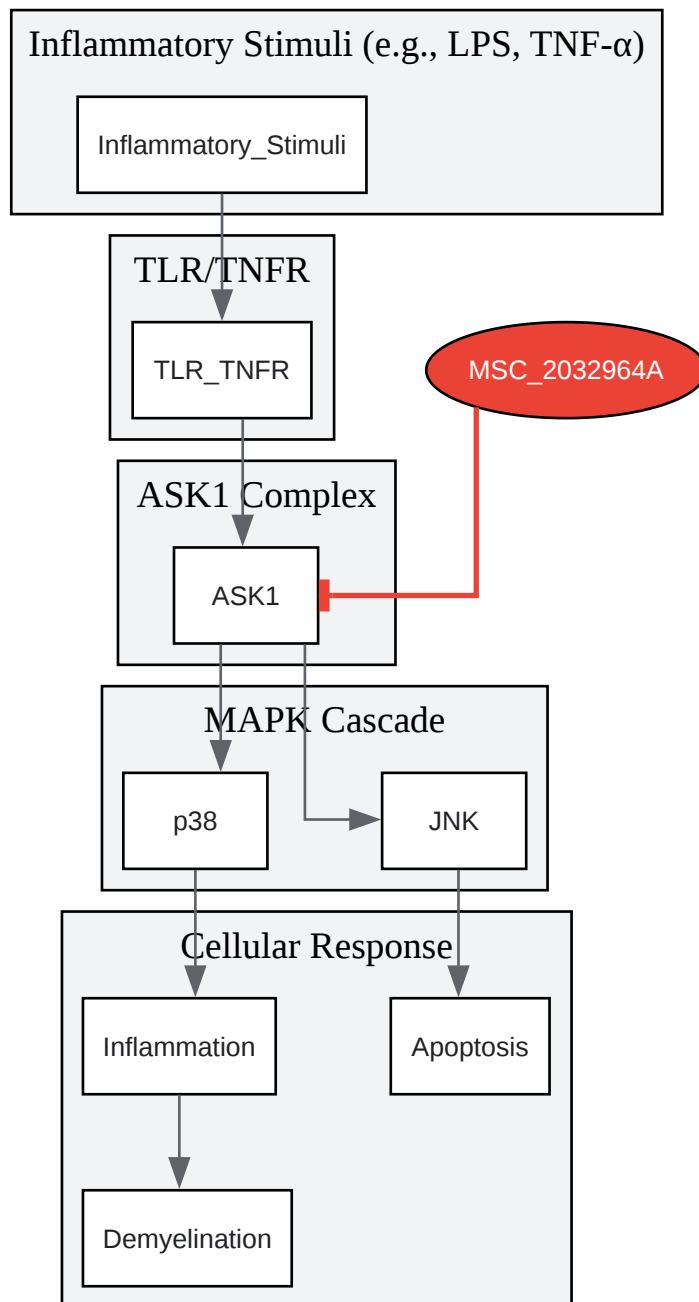 Inflammatory Stimuli (e.g., LPS, TNF-α)
Inflammatory_Stimuli
TLR/TNFR
TLR_TNFR
MSC_2032964A
ASK1 Complex
ASK1
MAPK Cascade
p38
JNK
Cellular Response
Inflammation
Apoptosis
Demyelination